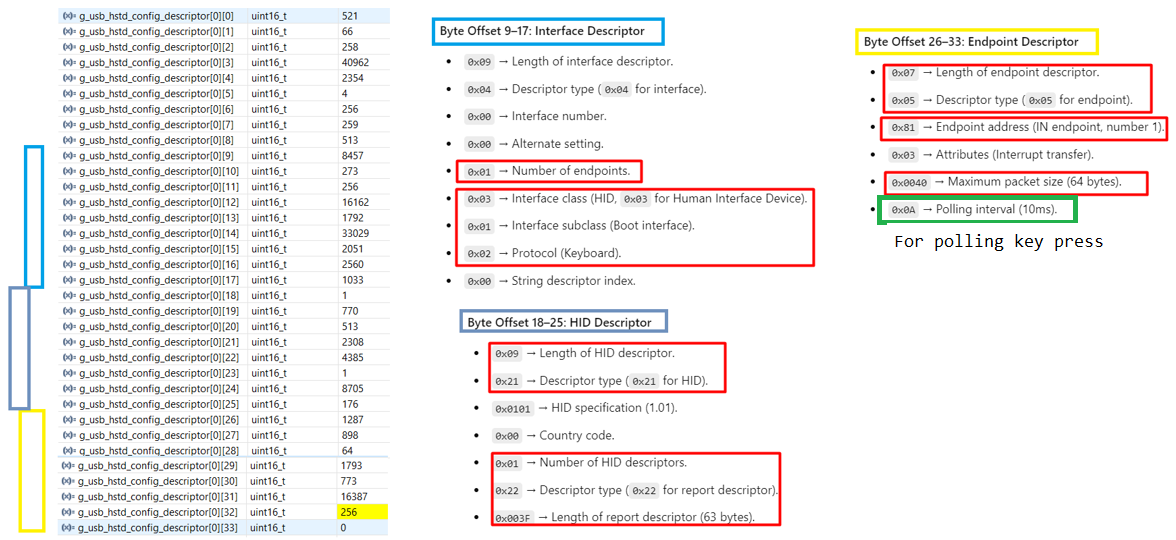 g_usb_hstd_config_descriptor[0][0] uint16_t 521
g_usb_hstd_config_descriptor[0][1] uint16_t 66
g_usb_hstd_config_descriptor[0][2] uint16_t 258
g_usb_hstd_config_descriptor[0][3] uint16_t 40962
g_usb_hstd_config_descriptor[0][4] uint16_t 2354
g_usb_hstd_config_descriptor[0][5] uint16_t 4
g_usb_hstd_config_descriptor[0][6] uint16_t 256
g_usb_hstd_config_descriptor[0][7] uint16_t 259
g_usb_hstd_config_descriptor[0][8] uint16_t 513
g_usb_hstd_config_descriptor[0][9] uint16_t 8457
g_usb_hstd_config_descriptor[0][10] uint16_t 273
g_usb_hstd_config_descriptor[0][11] uint16_t 256
g_usb_hstd_config_descriptor[0][12] uint16_t 16162
g_usb_hstd_config_descriptor[0][13] uint16_t 1792
g_usb_hstd_config_descriptor[0][14] uint16_t 33029
g_usb_hstd_config_descriptor[0][15] uint16_t 2051
g_usb_hstd_config_descriptor[0][16] uint16_t 2560
g_usb_hstd_config_descriptor[0][17] uint16_t 1033
g_usb_hstd_config_descriptor[0][18] uint16_t 1
g_usb_hstd_config_descriptor[0][19] uint16_t 770
g_usb_hstd_config_descriptor[0][20] uint16_t 513
g_usb_hstd_config_descriptor[0][21] uint16_t 2308
g_usb_hstd_config_descriptor[0][22] uint16_t 4385
g_usb_hstd_config_descriptor[0][23] uint16_t 1
g_usb_hstd_config_descriptor[0][24] uint16_t 8705
g_usb_hstd_config_descriptor[0][25] uint16_t 176
g_usb_hstd_config_descriptor[0][26] uint16_t 1287
g_usb_hstd_config_descriptor[0][27] uint16_t 898
g_usb_hstd_config_descriptor[0][28] uint16_t 64
g_usb_hstd_config_descriptor[0][29] uint16_t 1793
g_usb_hstd_config_descriptor[0][30] uint16_t 773
g_usb_hstd_config_descriptor[0][31] uint16_t 16387
g_usb_hstd_config_descriptor[0][32] uint16_t 256
g_usb_hstd_config_descriptor[0][33] uint16_t 0
Byte Offset 9–17: Interface Descriptor
• 0x09 → Length of interface descriptor.
• 0x04 → Descriptor type ( 0x04 for interface).
• 0x00 → Interface number.
• 0x00 → Alternate setting.
• 0x01 → Number of endpoints.
• 0x03 → Interface class (HID, 0x03 for Human Interface Device).
• 0x01 → Interface subclass (Boot interface).
• 0x02 → Protocol (Keyboard).
• 0x00 → String descriptor index.
Byte Offset 18–25: HID Descriptor
• 0x09 → Length of HID descriptor.
• 0x21 → Descriptor type ( 0x21 for HID).
• 0x0101 → HID specification (1.01).
• 0x00 → Country code.
• 0x01 → Number of HID descriptors.
• 0x22 → Descriptor type ( 0x22 for report descriptor).
• 0x003F → Length of report descriptor (63 bytes).
Byte Offset 26–33: Endpoint Descriptor
• 0x07 → Length of endpoint descriptor.
• 0x05 → Descriptor type ( 0x05 for endpoint).
• 0x81 → Endpoint address (IN endpoint, number 1).
• 0x03 → Attributes (Interrupt transfer).
• 0x0040 → Maximum packet size (64 bytes).
• 0x0A → Polling interval (10ms).
For polling key press